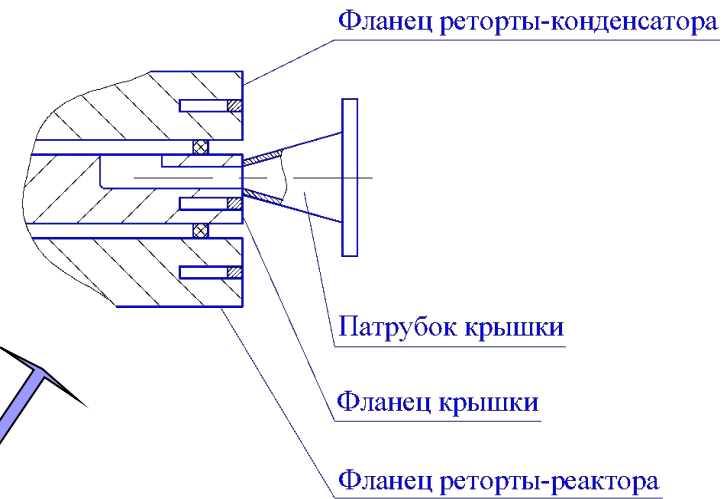 Фланец реторты-конденсатора
Патрубок крышки
Фланец крышки
Фланец реторты-реактора